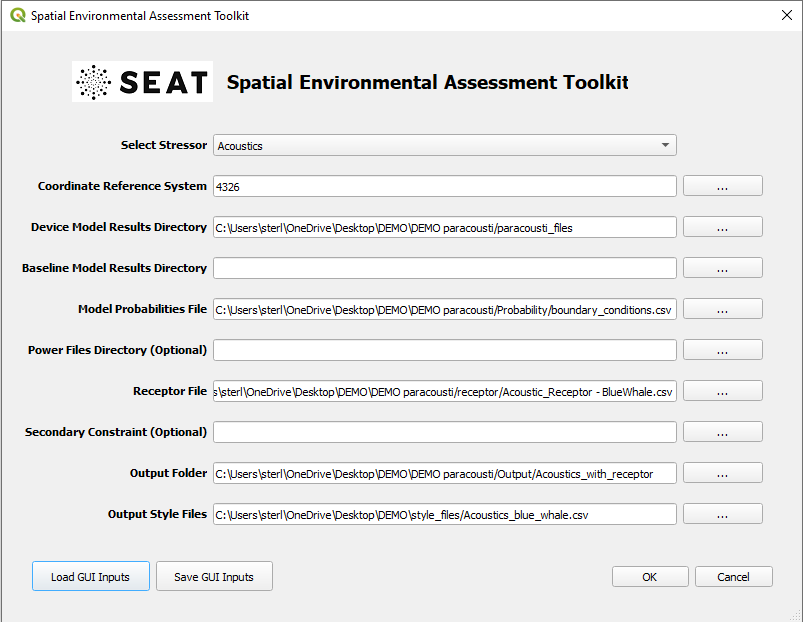 Spatial Environmental Assessment Toolkit
SEAT Spatial Environmental Assessment Toolkit
Select Stressor Acoustics
Coordinate Reference System 4326 ...
Device Model Results Directory C:\Users\sterl\OneDrive\Desktop\DEMO\DEMO paracousti/paracousti_files ...
Baseline Model Results Directory ...
Model Probabilities File C:\Users\sterl\OneDrive\Desktop\DEMO\DEMO paracousti/Probability/boundary_conditions.csv ...
Power Files Directory (Optional) ...
Receptor File s\sterl\OneDrive\Desktop\DEMO\DEMO paracousti/receptor/Acoustic_Receptor - BlueWhale.csv ...
Secondary Constraint (Optional) ...
Output Folder C:\Users\sterl\OneDrive\Desktop\DEMO\DEMO paracousti/Output/Acoustics_with_receptor ...
Output Style Files C:\Users\sterl\OneDrive\Desktop\DEMO\style_files/Acoustics_blue_whale.csv ...
Load GUI Inputs Save GUI Inputs OK Cancel